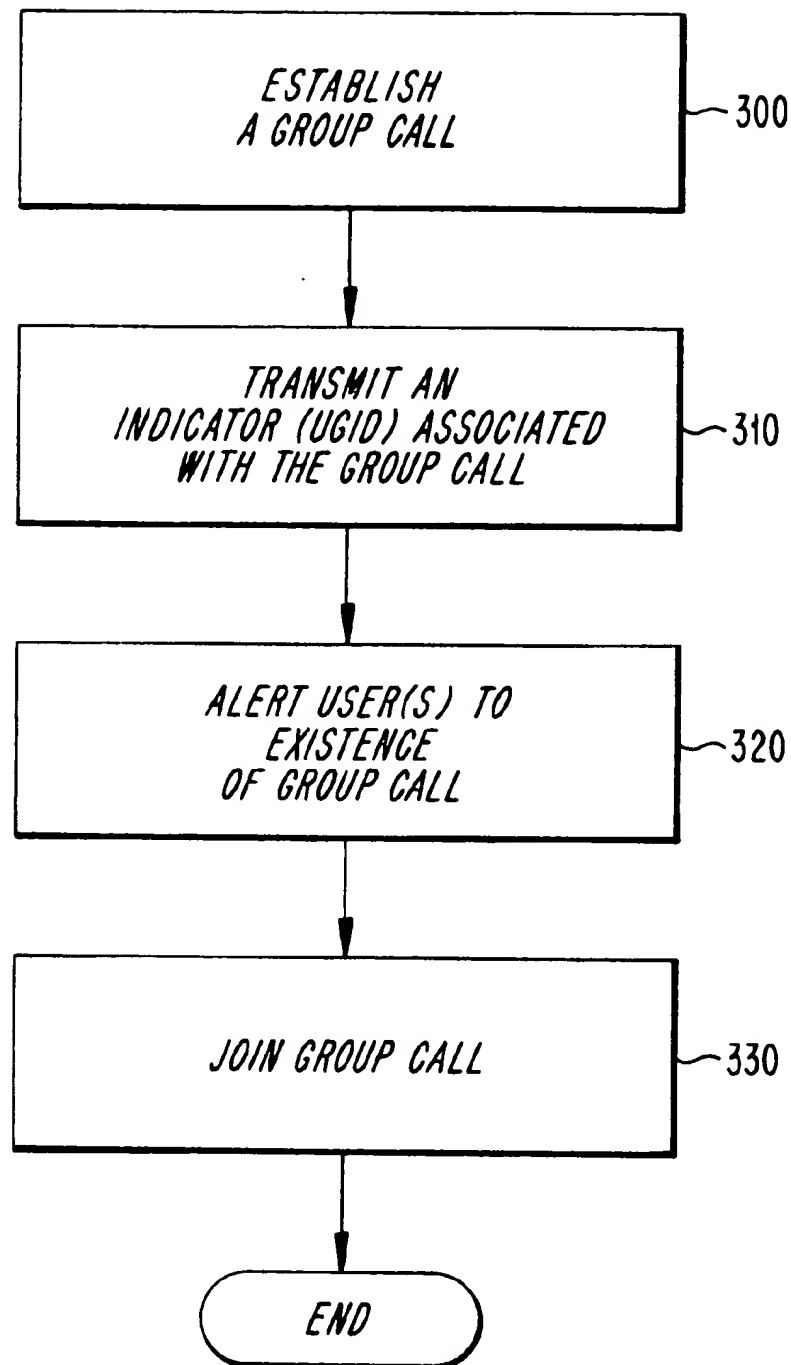 ESTABLISH
A GROUP CALL
300
TRANSMIT AN
INDICATOR (UGID) ASSOCIATED
WITH THE GROUP CALL
310
ALERT USER(S) TO
EXISTENCE
OF GROUP CALL
320
JOIN GROUP CALL
330
END